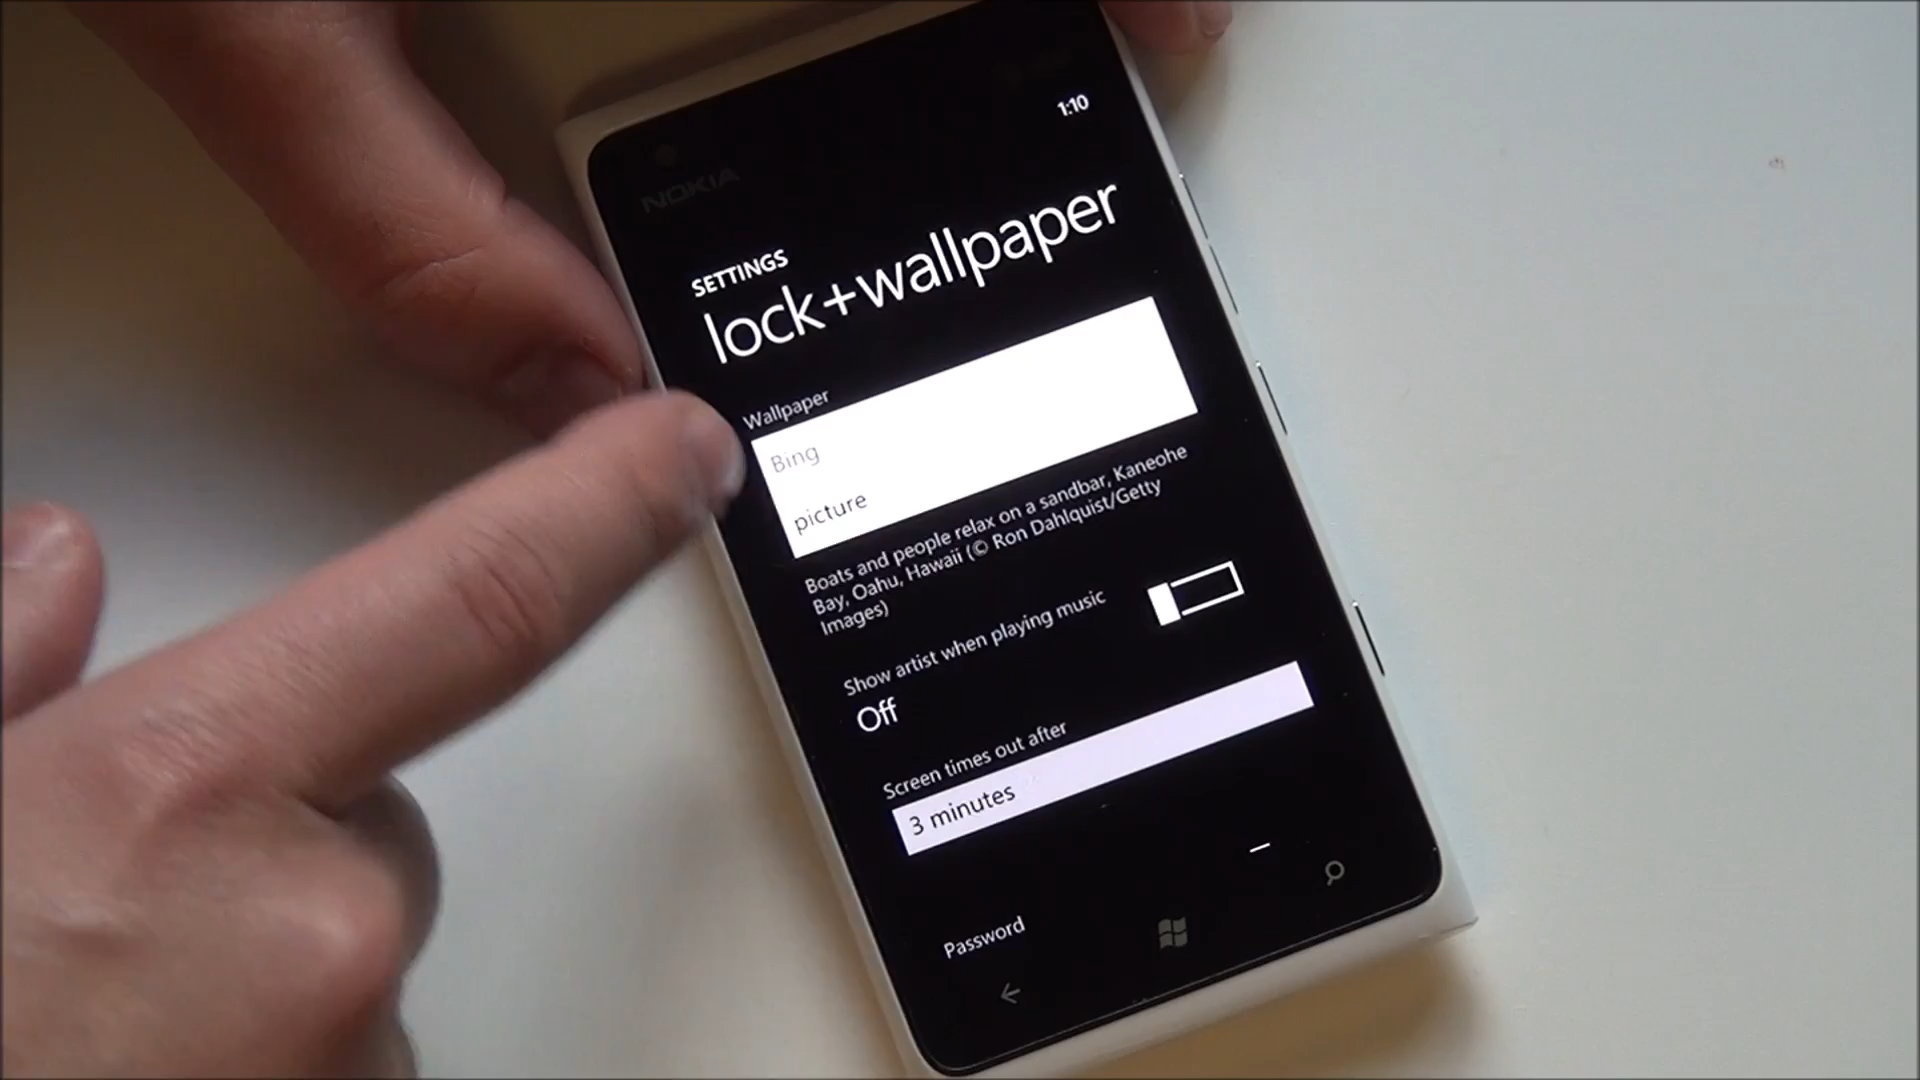 1:10
NOKIA
SETTINGS
lock+wallpaper
Wallpaper
Bing
picture
Boats and people relax on a sandbar, Kaneohe
Bay, Oahu, Hawaii (© Ron Dahlquist/Getty
Images)
Show artist when playing music
Off
Screen times out after
3 minutes
Password